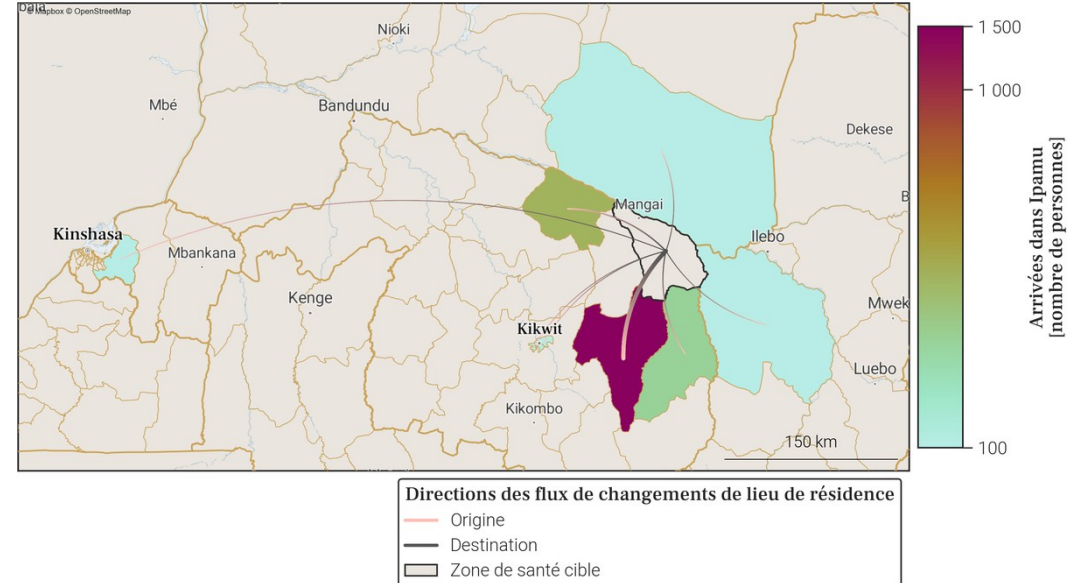 bala
© Mapbox © OpenStreetMap
Nioki
Mbé
Bandundu
Dekese
Mangai
B
Kinshasa
Ilebo
Mbankana
Kenge
Mwek
Kikwit
Luebo
Kikombo
150 km
1 500
1 000
100
Arrivées dans Ipamu
[nombre de personnes]
Directions des flux de changements de lieu de résidence
Origine
Destination
Zone de santé cible